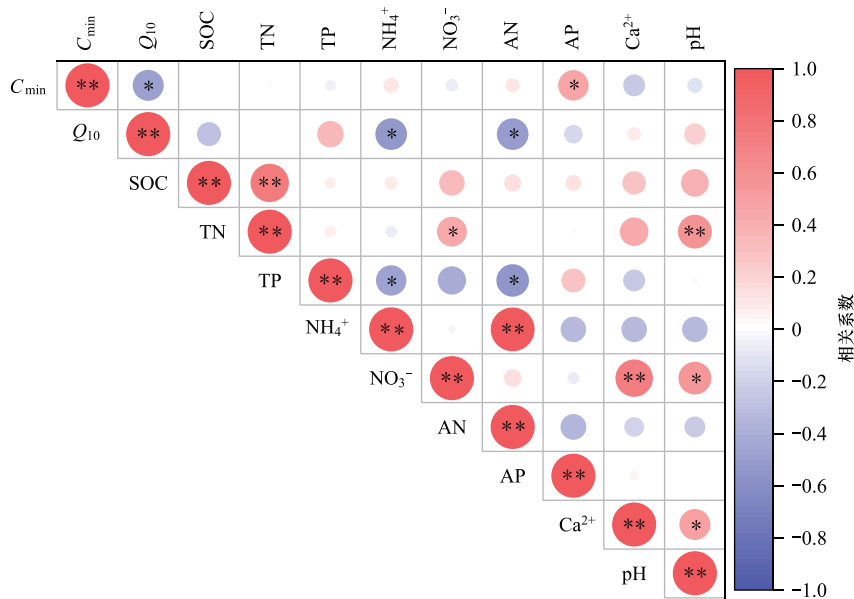 C min Q10 SOC TN TP NH₄⁺ NO₃⁻ AN AP Ca²⁺ pH
C min ** * *
Q10 ** * *
SOC ** **
TN ** * **
TP ** * *
NH₄⁺ ** **
NO₃⁻ ** ** *
AN **
AP **
Ca²⁺ ** *
pH **
1.0
0.8
0.6
0.4
0.2
0
−0.2
−0.4
−0.6
−0.8
−1.0
相关系数